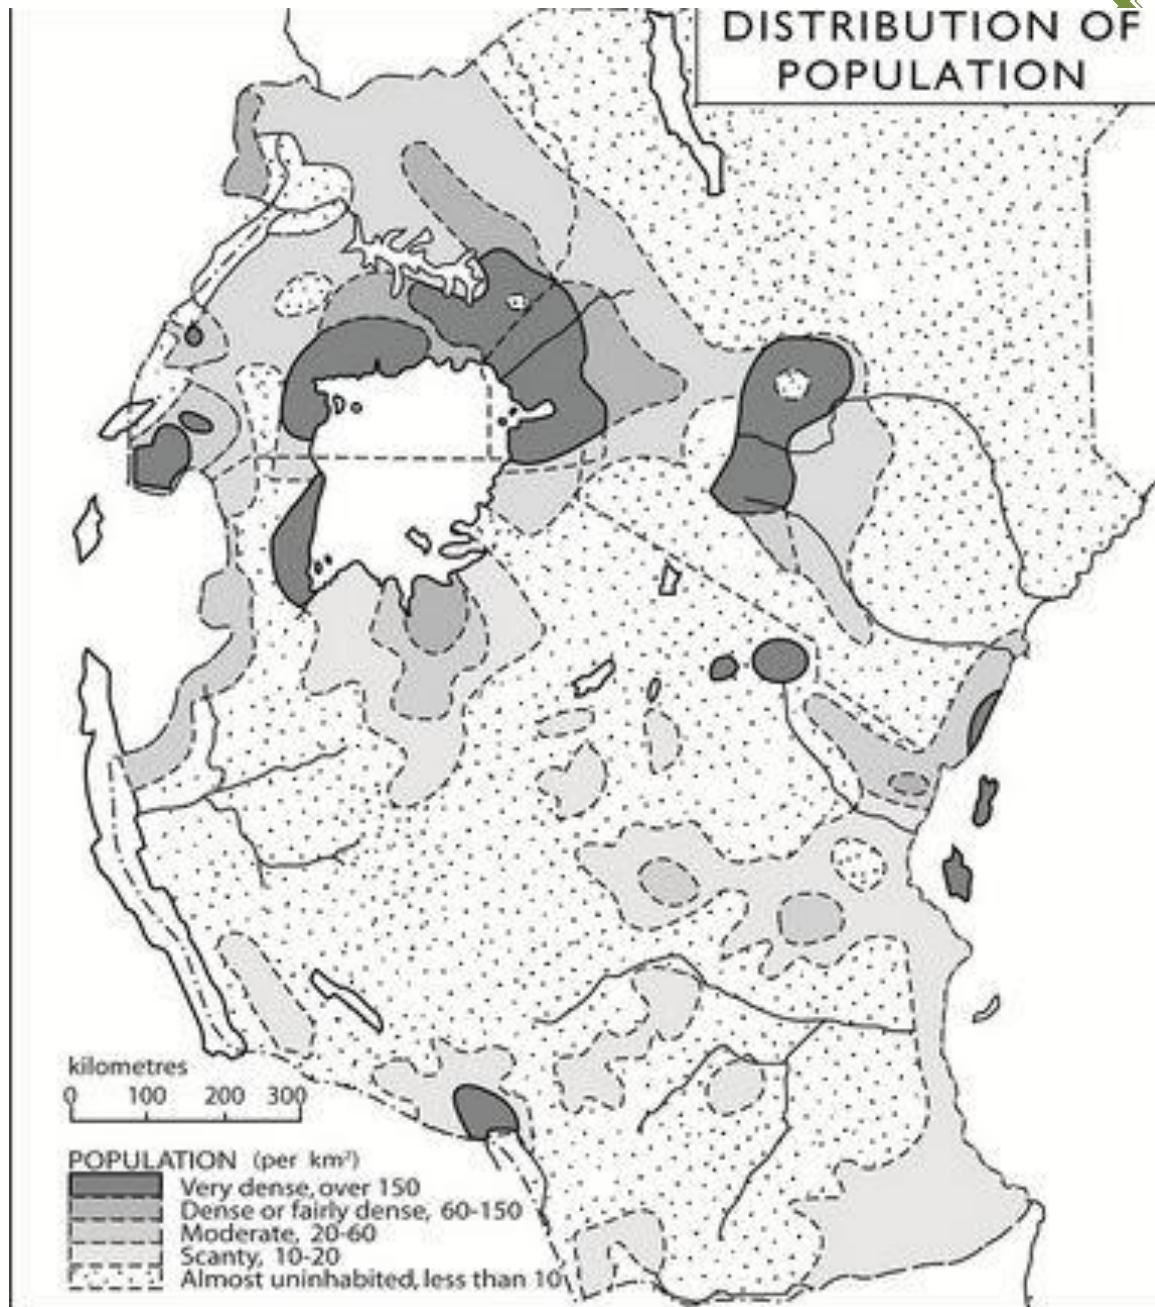 DISTRIBUTION OF
POPULATION
kilometres
0 100 200 300
POPULATION (per km²)
Very dense, over 150
Dense or fairly dense, 60-150
Moderate, 20-60
Scanty, 10-20
Almost uninhabited, less than 10